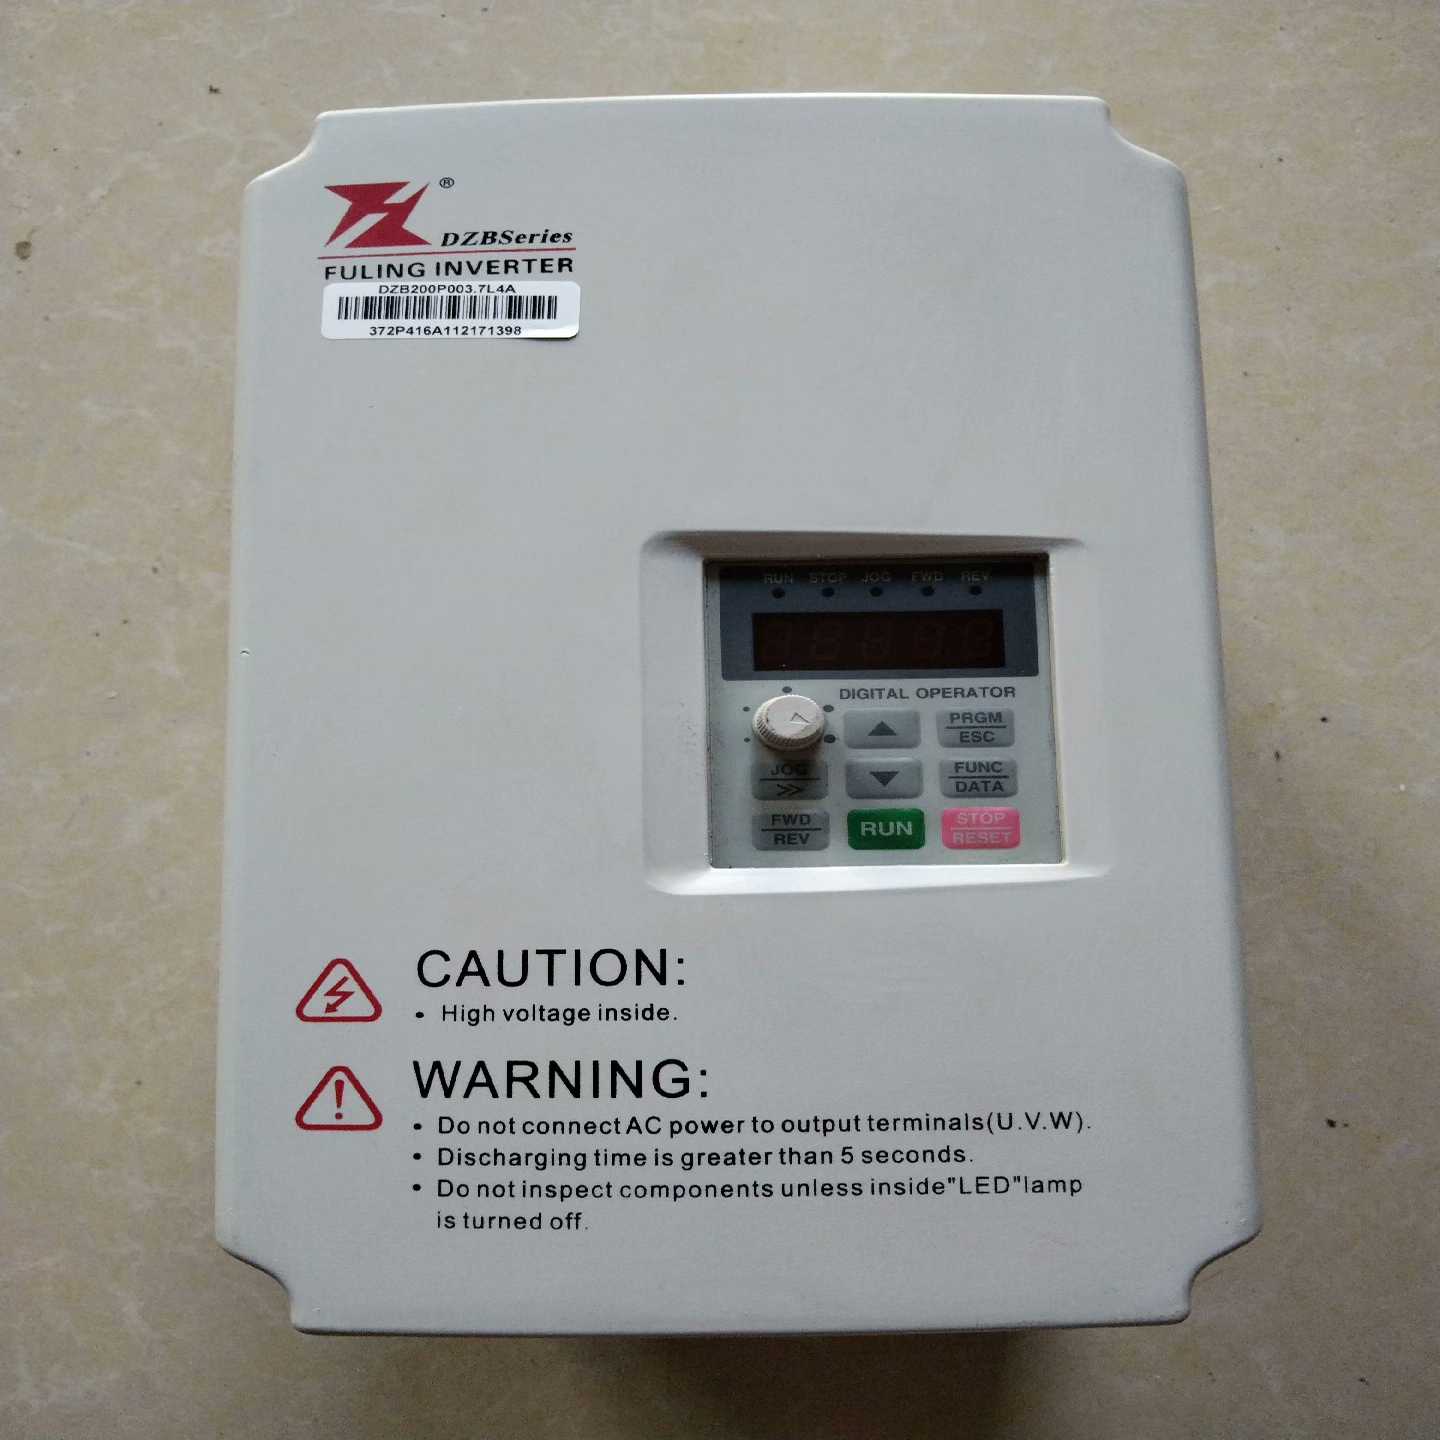 ®
DZBSeries
FULING INVERTER
DZB200P003.7L4A
372P416A112171398
RUN STOP JOG FWD REV
DIGITAL OPERATOR
PRGM
ESC
JOG
>>
FUNC
DATA
FWD
REV
RUN
STOP
RESET
CAUTION:
• High voltage inside.
WARNING:
• Do not connect AC power to output terminals(U.V.W).
• Discharging time is greater than 5 seconds.
• Do not inspect components unless inside"LED"lamp
is turned off.